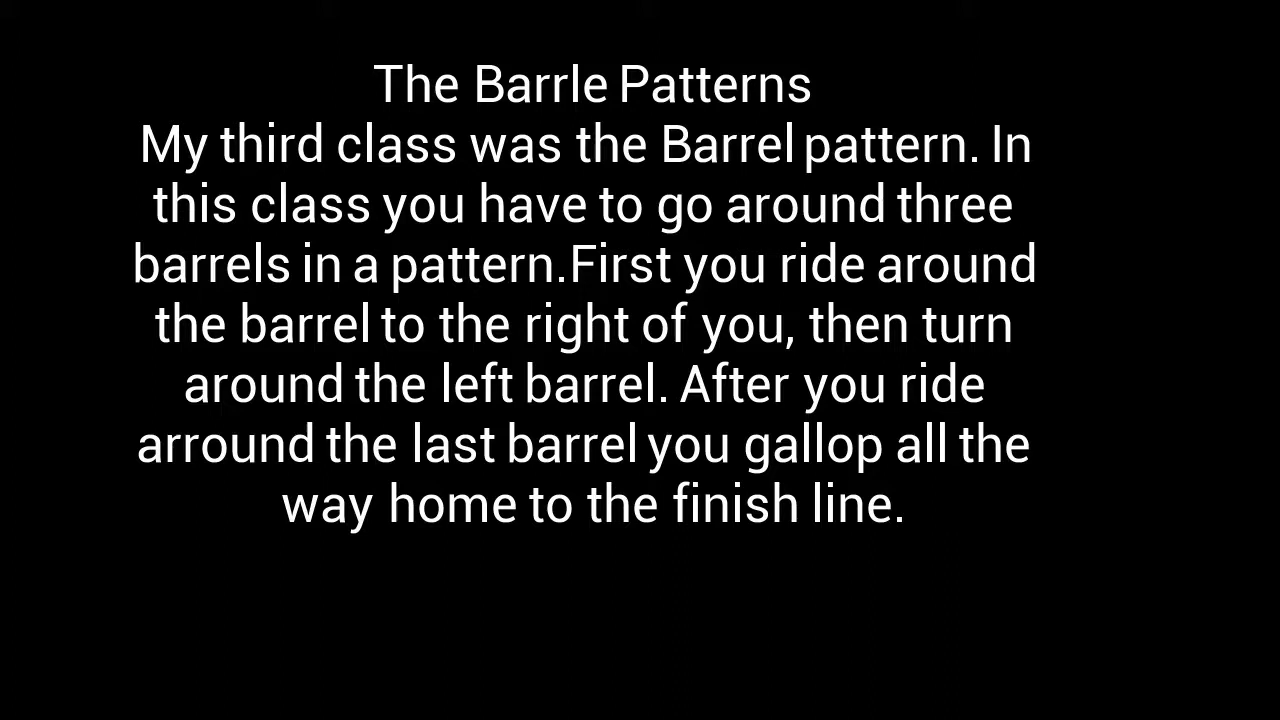 The Barrle Patterns
My third class was the Barrel pattern. In
this class you have to go around three
barrels in a pattern.First you ride around
the barrel to the right of you, then turn
around the left barrel. After you ride
arround the last barrel you gallop all the
way home to the finish line.